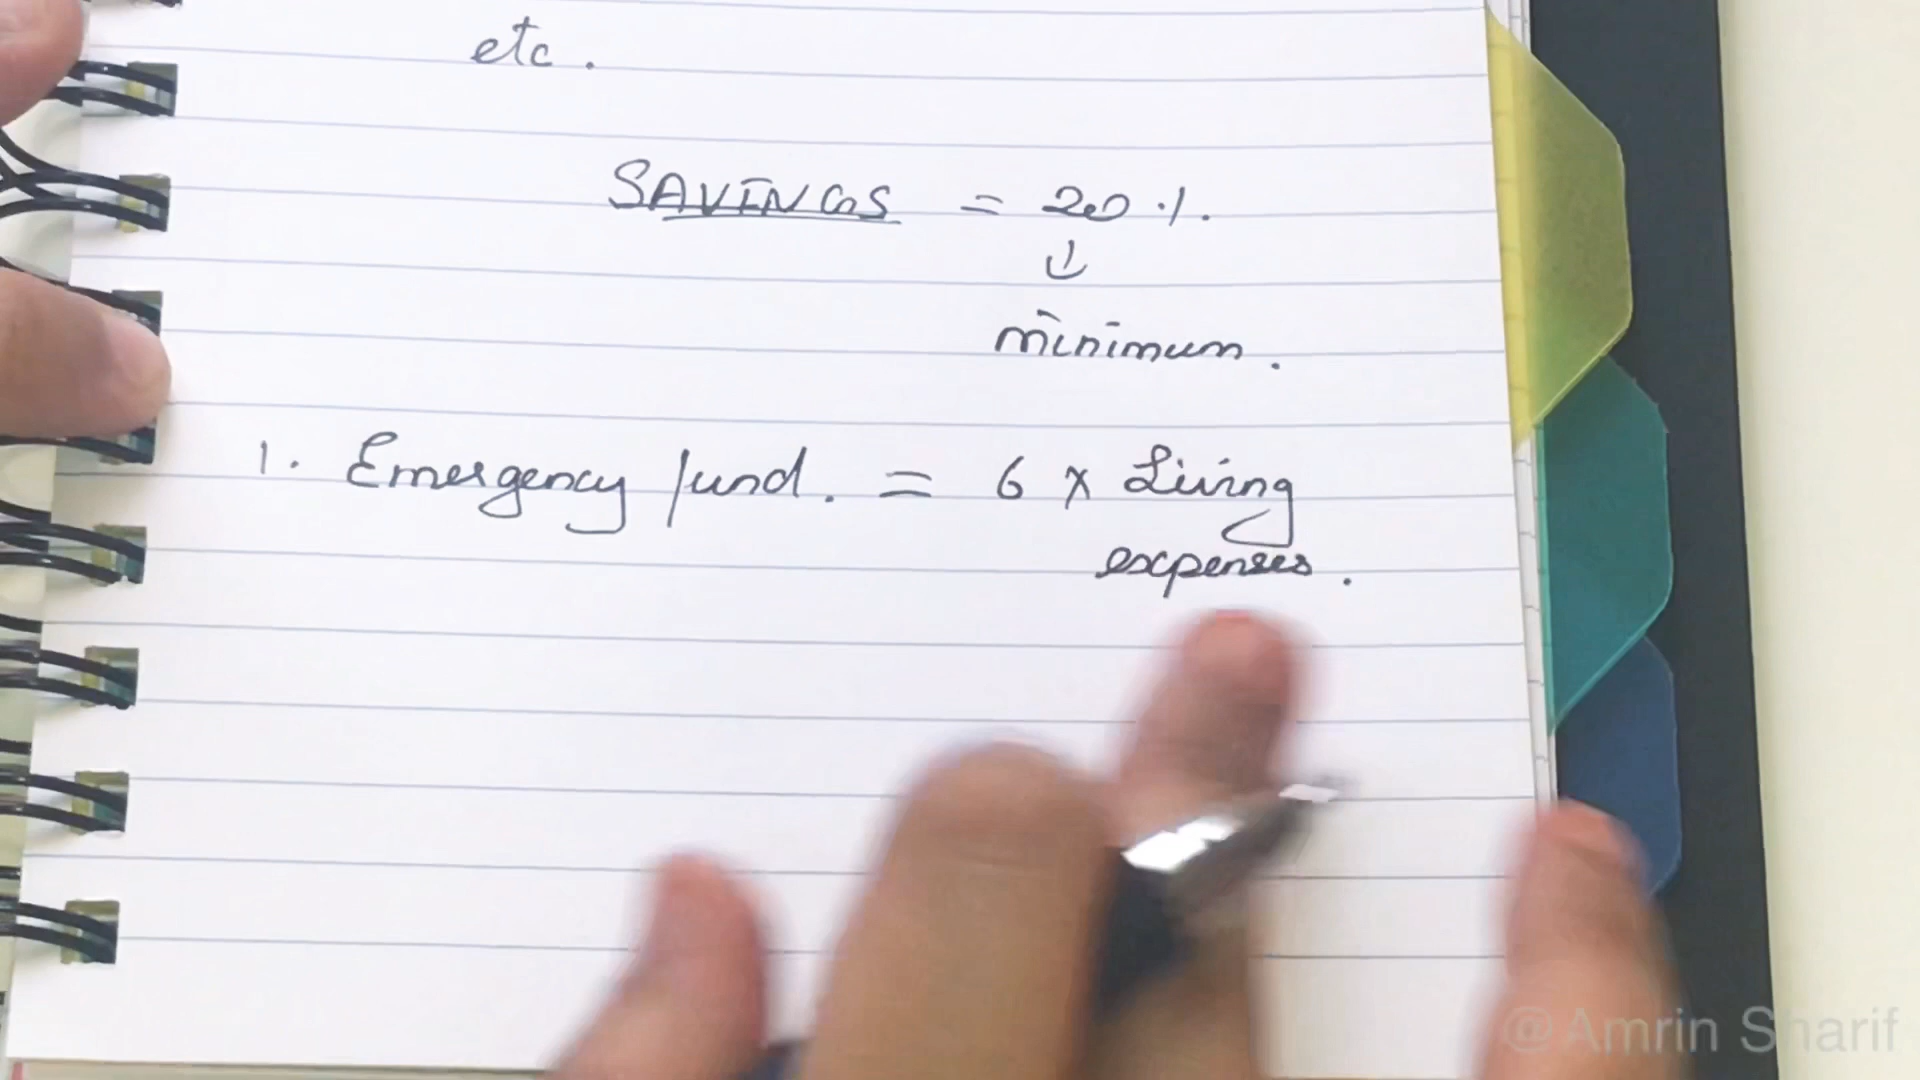 etc.
SAVINGS = 20%.
↓
minimum.
1. Emergency fund. = 6 x Living
expenses.
@Amrin Sharif